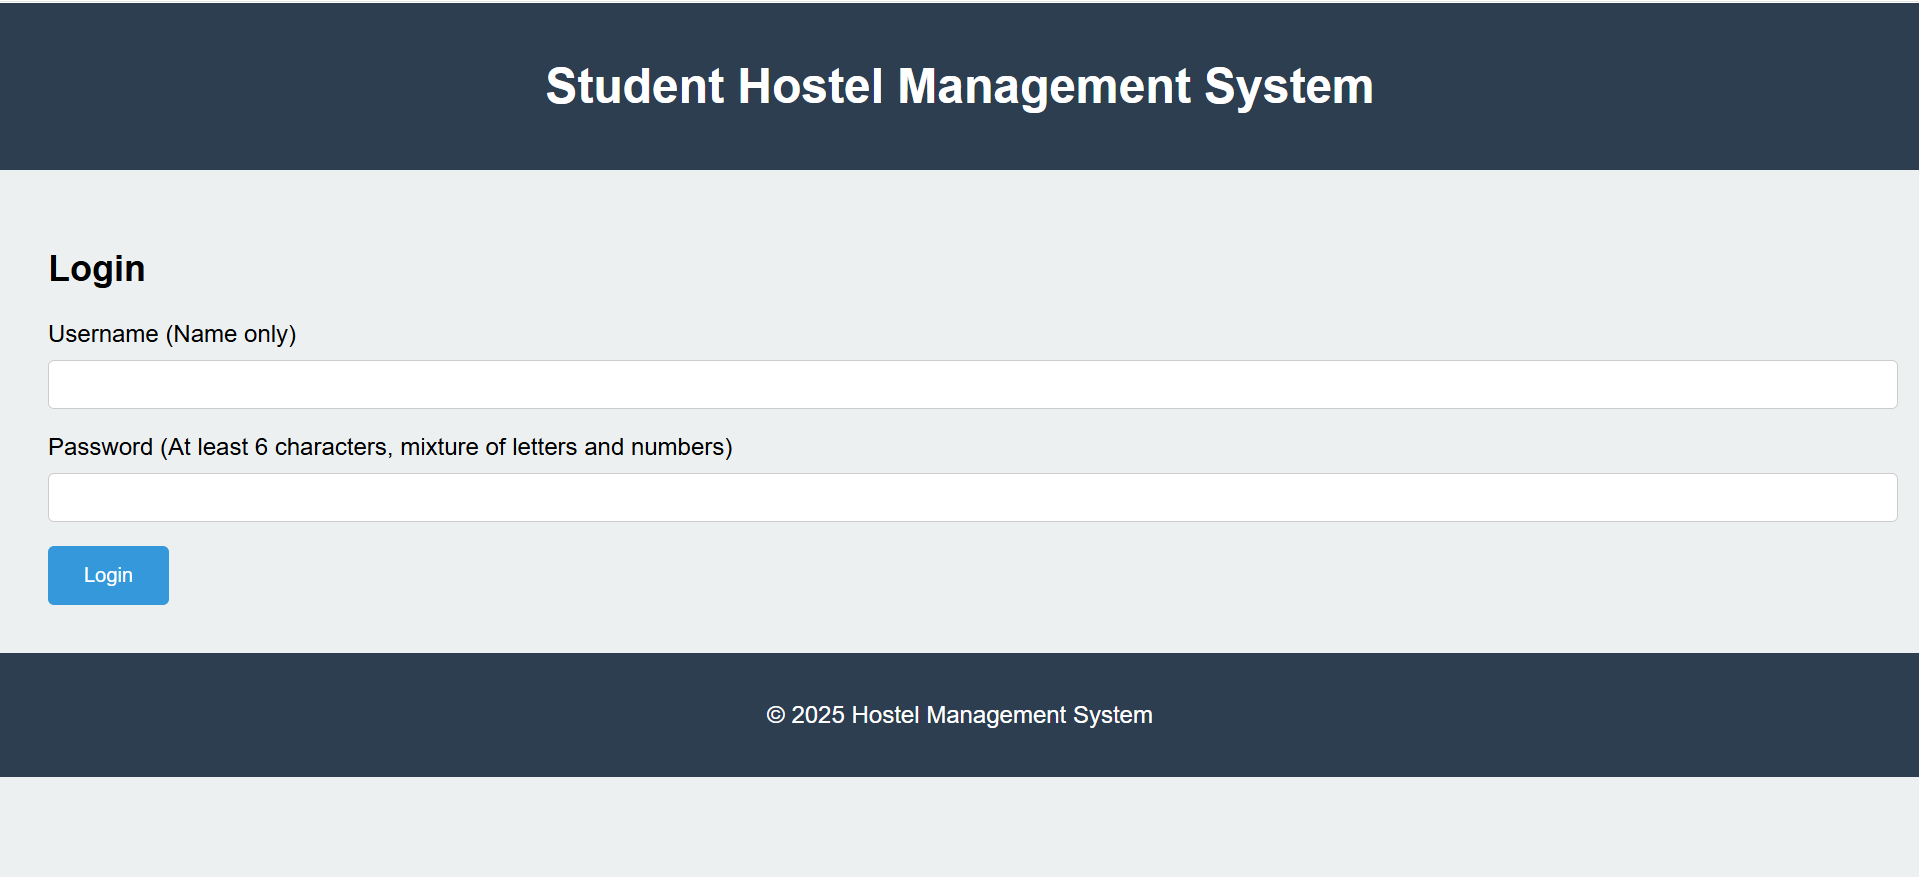 Student Hostel Management System
Login
Username (Name only)
Password (At least 6 characters, mixture of letters and numbers)
Login
© 2025 Hostel Management System